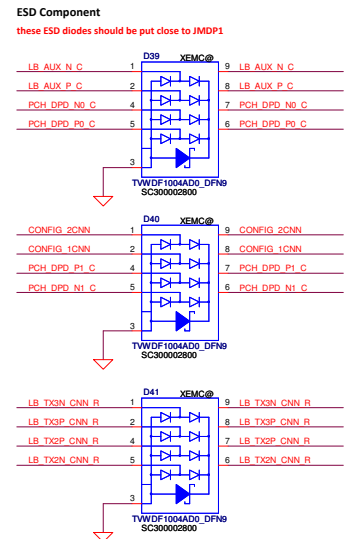 ESD Component
these ESD diodes should be put close to JMDP1
D39 XEMC@
LB_AUX_N_C 1 9 LB_AUX_N_C
LB_AUX_P_C 2 8 LB_AUX_P_C
PCH_DPD_N0_C 4 7 PCH_DPD_N0_C
PCH_DPD_P0_C 5 6 PCH_DPD_P0_C
3
TVWDF1004AD0_DFN9
SC300002800
D40 XEMC@
CONFIG_2CNN 1 9 CONFIG_2CNN
CONFIG_1CNN 2 8 CONFIG_1CNN
PCH_DPD_P1_C 4 7 PCH_DPD_P1_C
PCH_DPD_N1_C 5 6 PCH_DPD_N1_C
3
TVWDF1004AD0_DFN9
SC300002800
D41 XEMC@
LB_TX3N_CNN_R 1 9 LB_TX3N_CNN_R
LB_TX3P_CNN_R 2 8 LB_TX3P_CNN_R
LB_TX2P_CNN_R 4 7 LB_TX2P_CNN_R
LB_TX2N_CNN_R 5 6 LB_TX2N_CNN_R
3
TVWDF1004AD0_DFN9
SC300002800